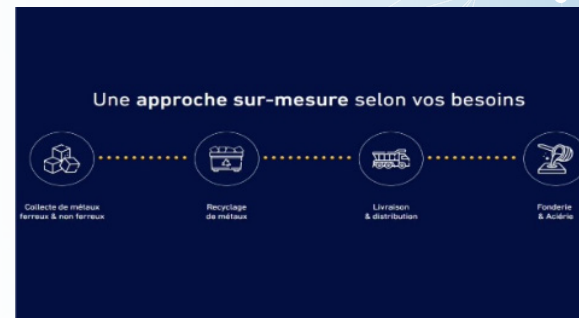 Une approche sur-mesure selon vos besoins
Collecte de métaux
ferreux & non ferreux
Recyclage
de métaux
Livraison
& distribution
Fonderie
& Aciérie